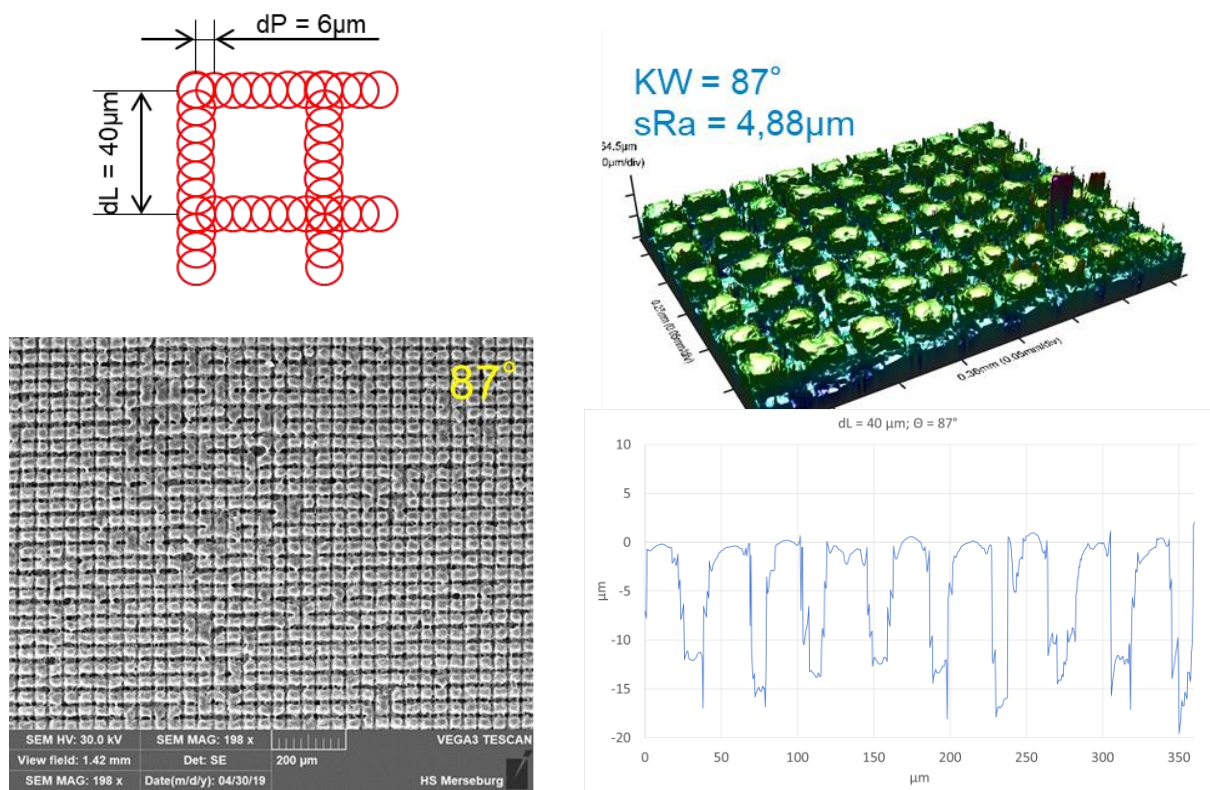 dP = 6µm
dL = 40µm
KW = 87°
sRa = 4,88µm
0.36mm (0.05mm/div)
87°
SEM HV: 30.0 kV
SEM MAG: 198 x
VEGA3 TESCAN
View field: 1.42 mm
Det: SE
200 µm
SEM MAG: 198 x
Date(m/d/y): 04/30/19
HS Merseburg
dL = 40 µm; Θ = 87°
10
5
0
-5
-10
-15
-20
µm
0
50
100
150
200
250
300
350
µm